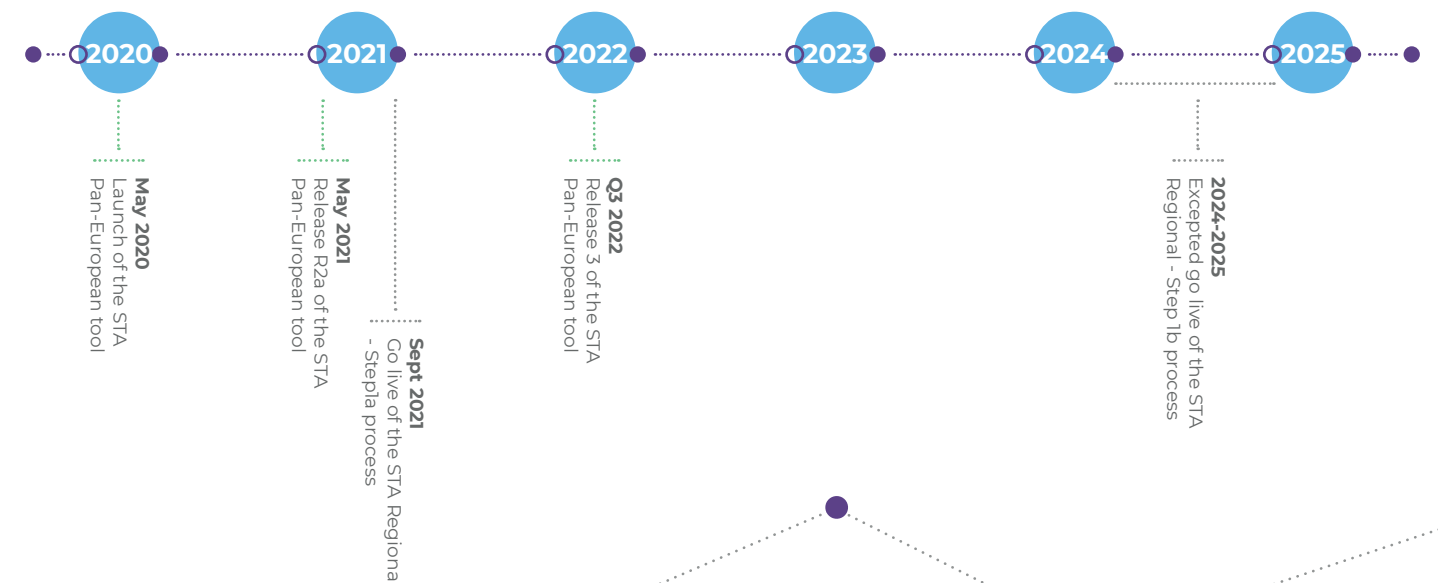 2020
2021
2022
2023
2024
2025
May 2020
Launch of the STA
Pan-European tool
May 2021
Release R2a of the STA
Pan-European tool
Sept 2021
Go live of the STA Regiona
- Step1a process
Q3 2022
Release 3 of the STA
Pan-European tool
2024-2025
Excepted go live of the STA
Regional - Step 1b process